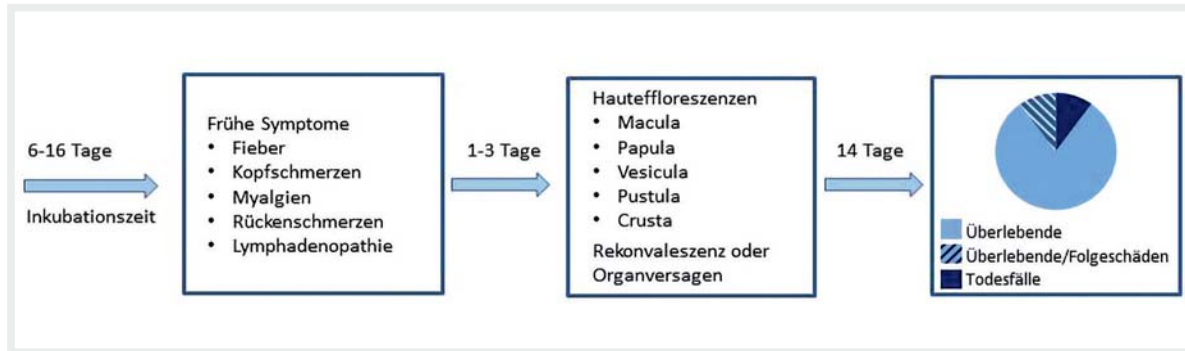 6-16 Tage
Inkubationszeit
Frühe Symptome
• Fieber
• Kopfschmerzen
• Myalgien
• Rückenschmerzen
• Lymphadenopathie
1-3 Tage
Hauteffloreszenzen
• Macula
• Papula
• Vesicula
• Pustula
• Crusta
Rekonvaleszenz oder
Organversagen
14 Tage
Überlebende
Überlebende/Folgeschäden
Todesfälle